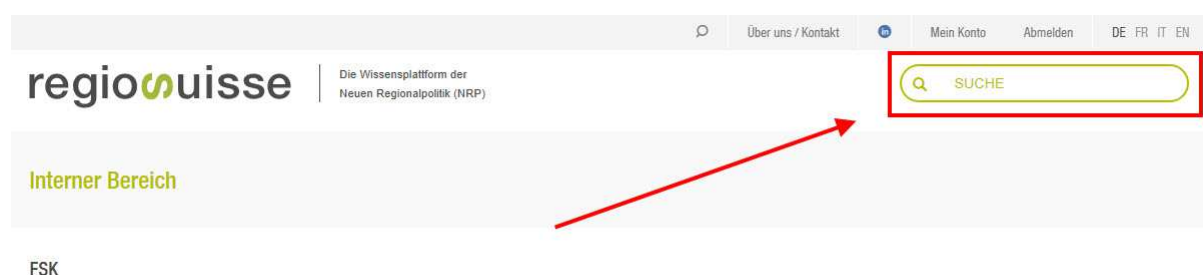 Über uns / Kontakt in Mein Konto Abmelden DE FR IT EN
regiosuisse
Die Wissensplattform der
Neuen Regionalpolitik (NRP)
SUCHE
Interner Bereich
FSK